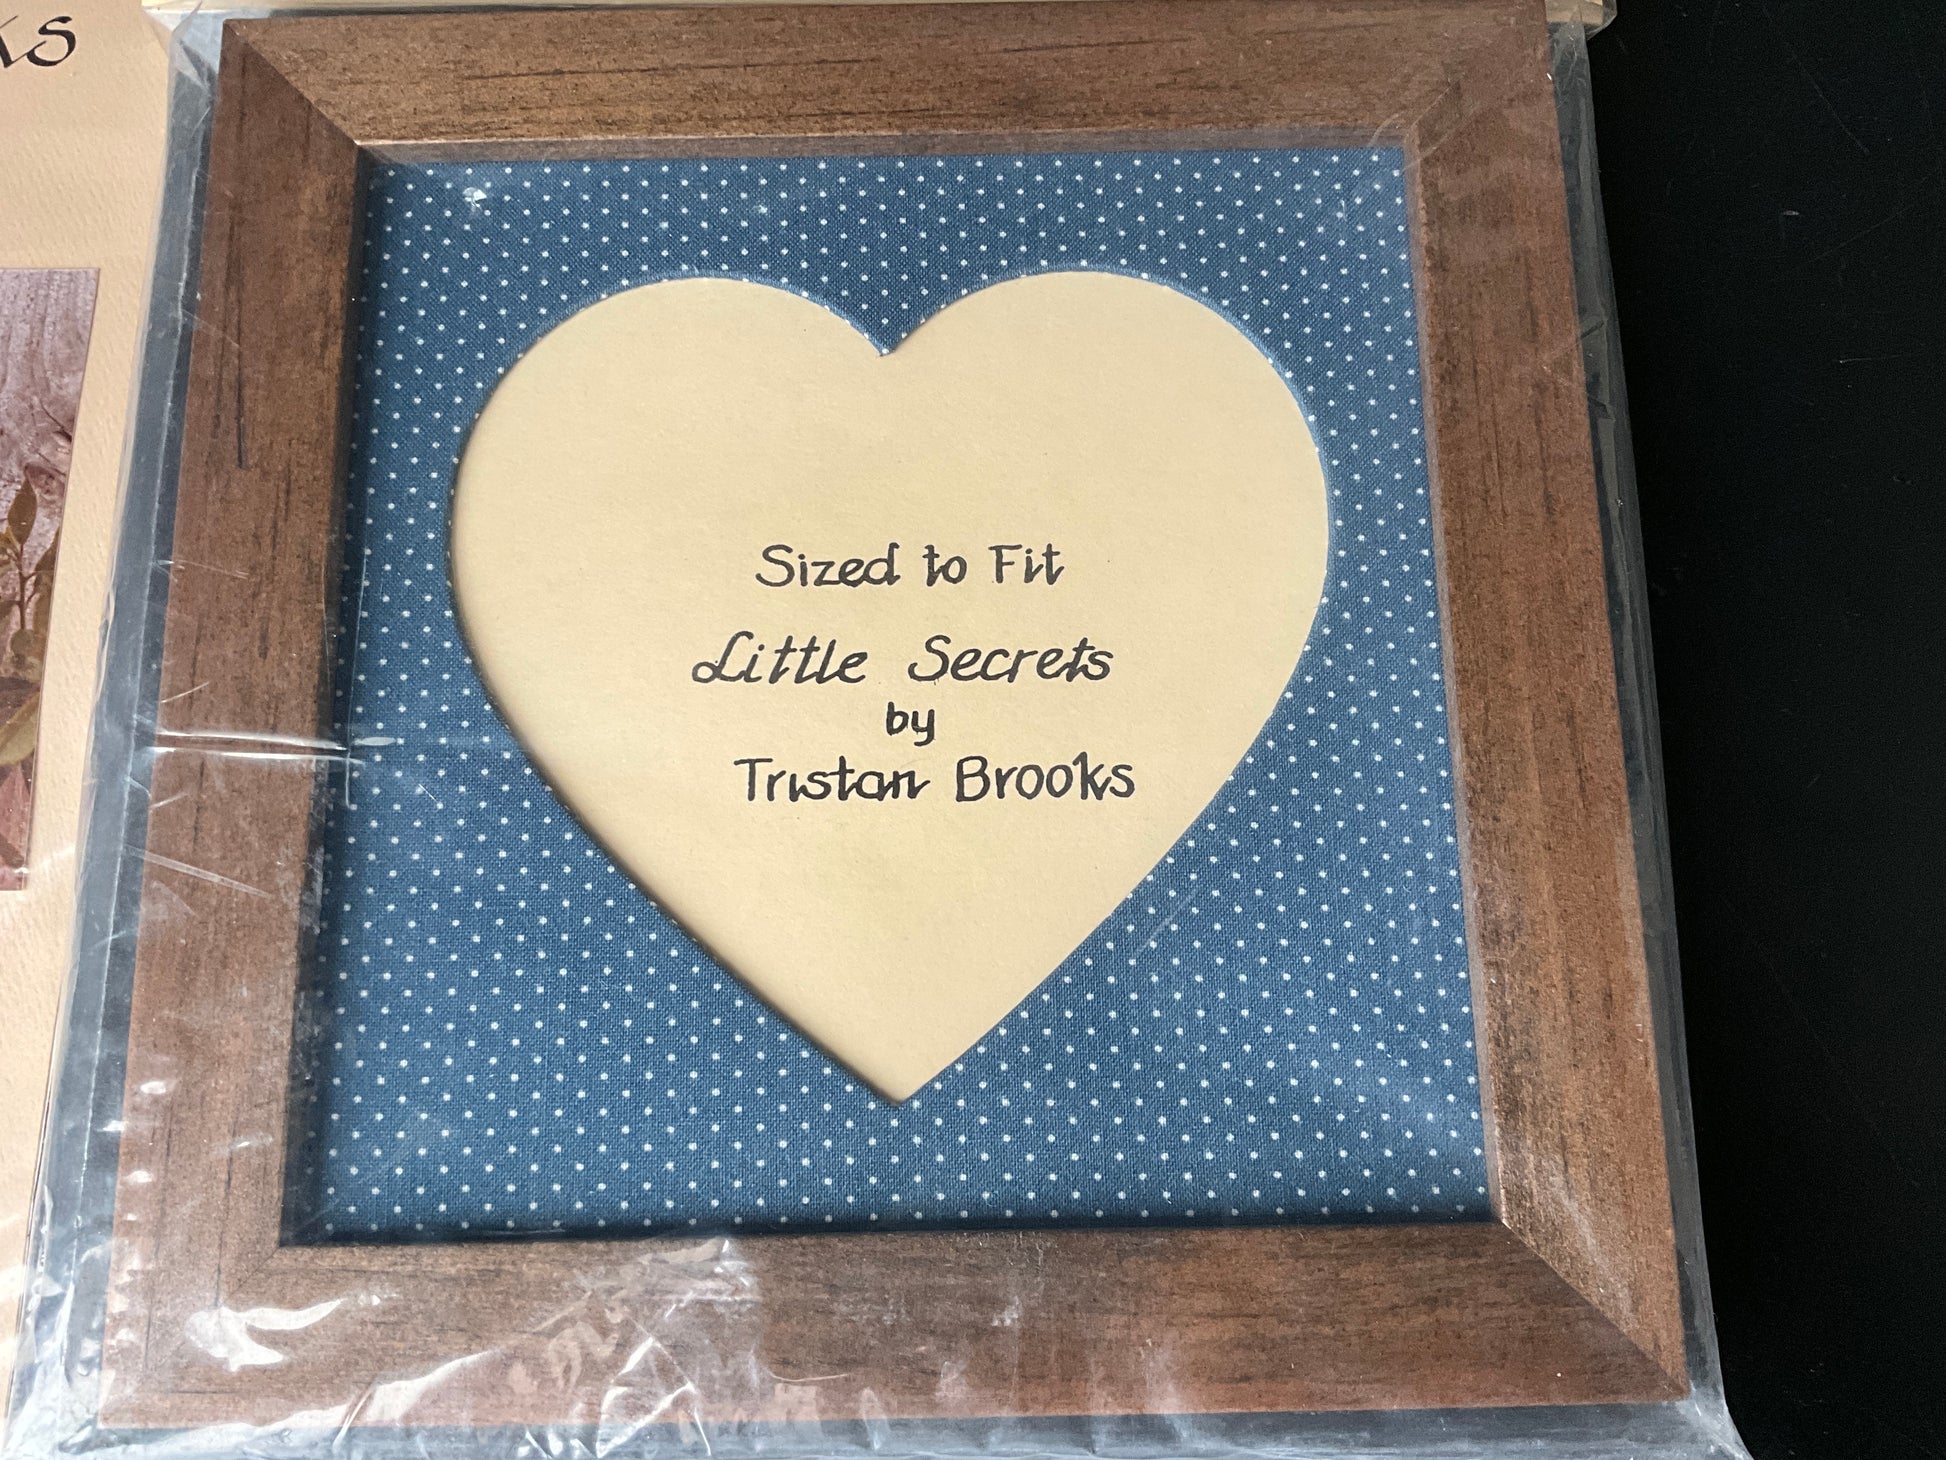 Sized to Fit
Little Secrets
by
Tristan Brooks